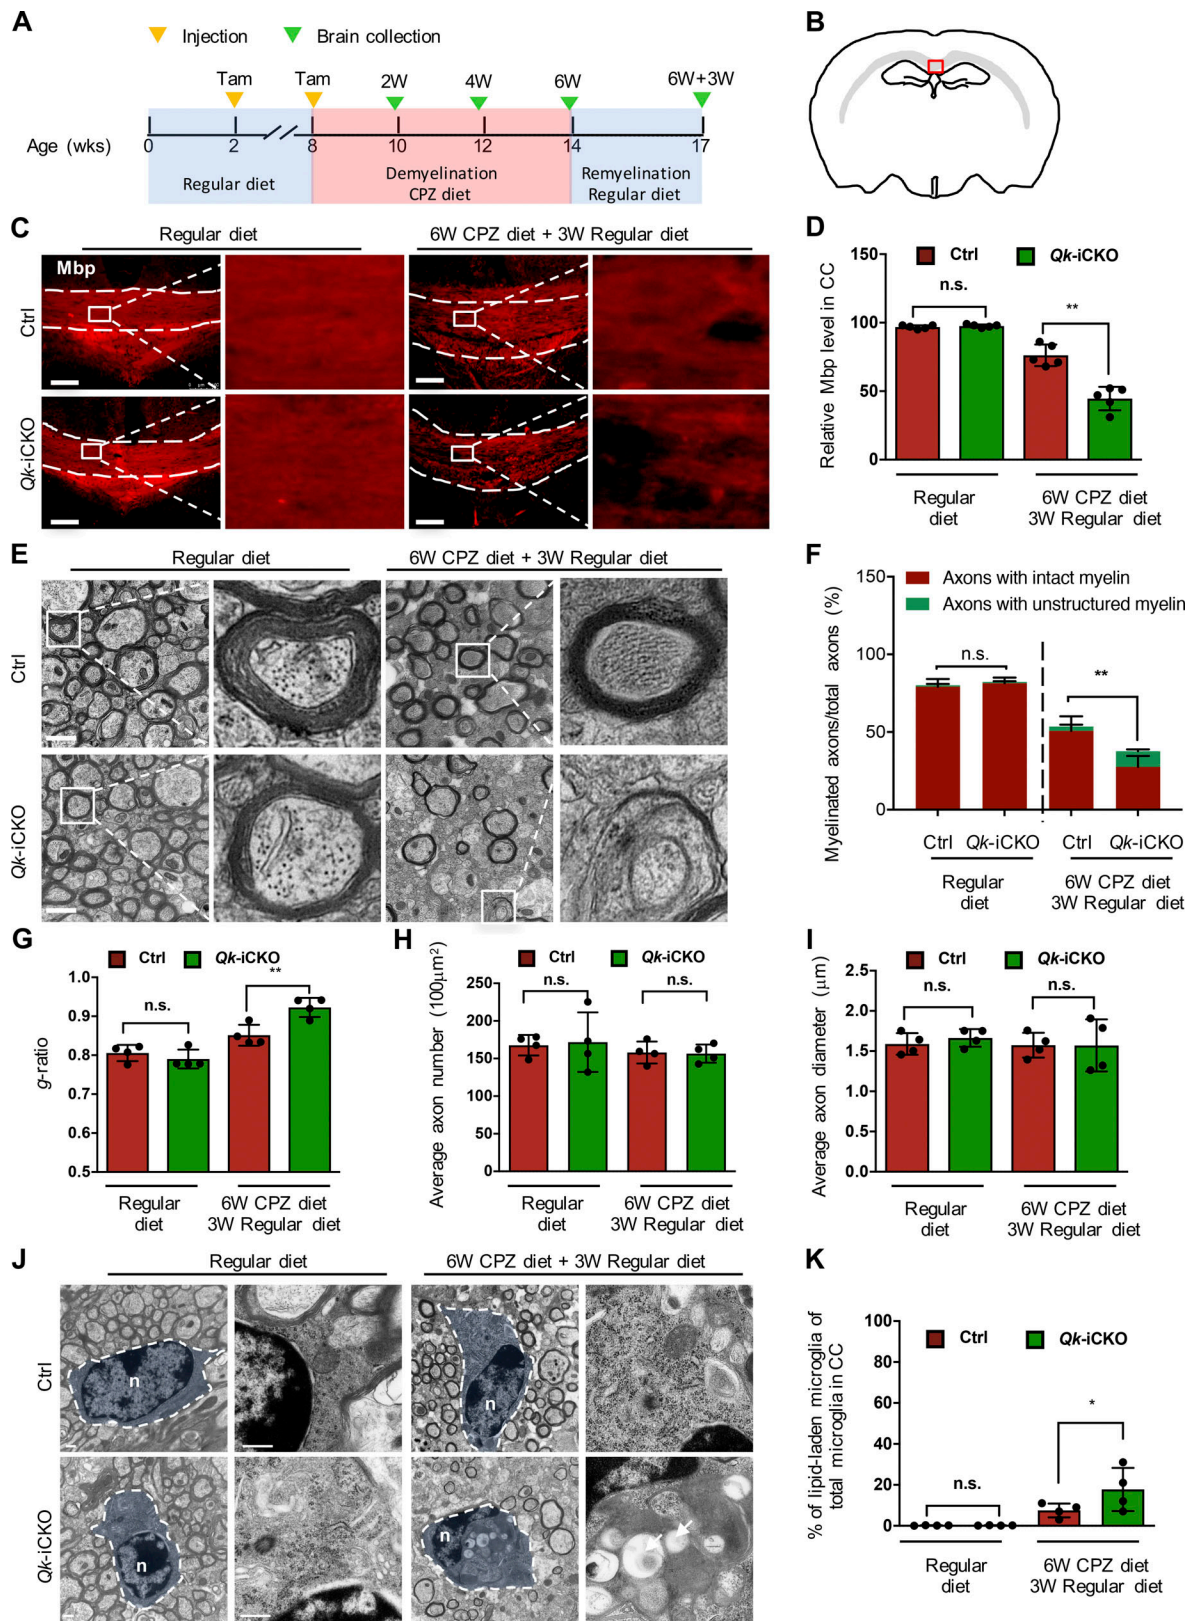 A
Injection
Brain collection
Tam
Tam
2W
4W
6W
6W+3W
Age (wks)
0
2
8
10
12
14
17
Regular diet
Demyelination
CPZ diet
Remyelination
Regular diet
B
C
Regular diet
6W CPZ diet + 3W Regular diet
Mbp
Ctrl
Qk-iCKO
D
Ctrl
Qk-iCKO
n.s.
**
Relative Mbp level in CC
150
100
50
0
Regular
diet
6W CPZ diet
3W Regular diet
E
Regular diet
6W CPZ diet + 3W Regular diet
Ctrl
Qk-iCKO
F
Axons with intact myelin
Axons with unstructured myelin
n.s.
**
Myelinated axons/total axons (%)
150
100
50
0
Ctrl
Qk-iCKO
Ctrl
Qk-iCKO
Regular
diet
6W CPZ diet
3W Regular diet
G
Ctrl
Qk-iCKO
n.s.
**
g-ratio
1.0
0.9
0.8
0.7
0.6
0.5
Regular
diet
6W CPZ diet
3W Regular diet
H
Ctrl
Qk-iCKO
n.s.
n.s.
Average axon number (100μm²)
250
200
150
100
50
0
Regular
diet
6W CPZ diet
3W Regular diet
I
Ctrl
Qk-iCKO
n.s.
n.s.
Average axon diameter (μm)
2.5
2.0
1.5
1.0
0.5
0.0
Regular
diet
6W CPZ diet
3W Regular diet
J
Regular diet
6W CPZ diet + 3W Regular diet
Ctrl
Qk-iCKO
n
n
n
n
K
Ctrl
Qk-iCKO
n.s.
*
% of lipid-laden microglia of
total microglia in CC
100
80
60
40
20
0
Regular
diet
6W CPZ diet
3W Regular diet